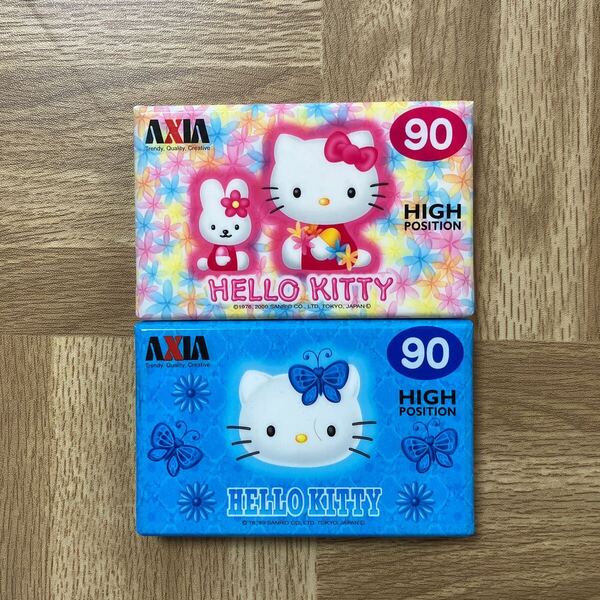 AXIA
Trendy, Quality, Creative
90
HIGH
POSITION
HELLO KITTY
©1976, 2000 SANRIO CO., LTD. TOKYO, JAPAN Ⓛ
AXIA
Trendy, Quality, Creative
90
HIGH
POSITION
HELLO KITTY
SANRIO CO., LTD. TOKYO, JAPAN